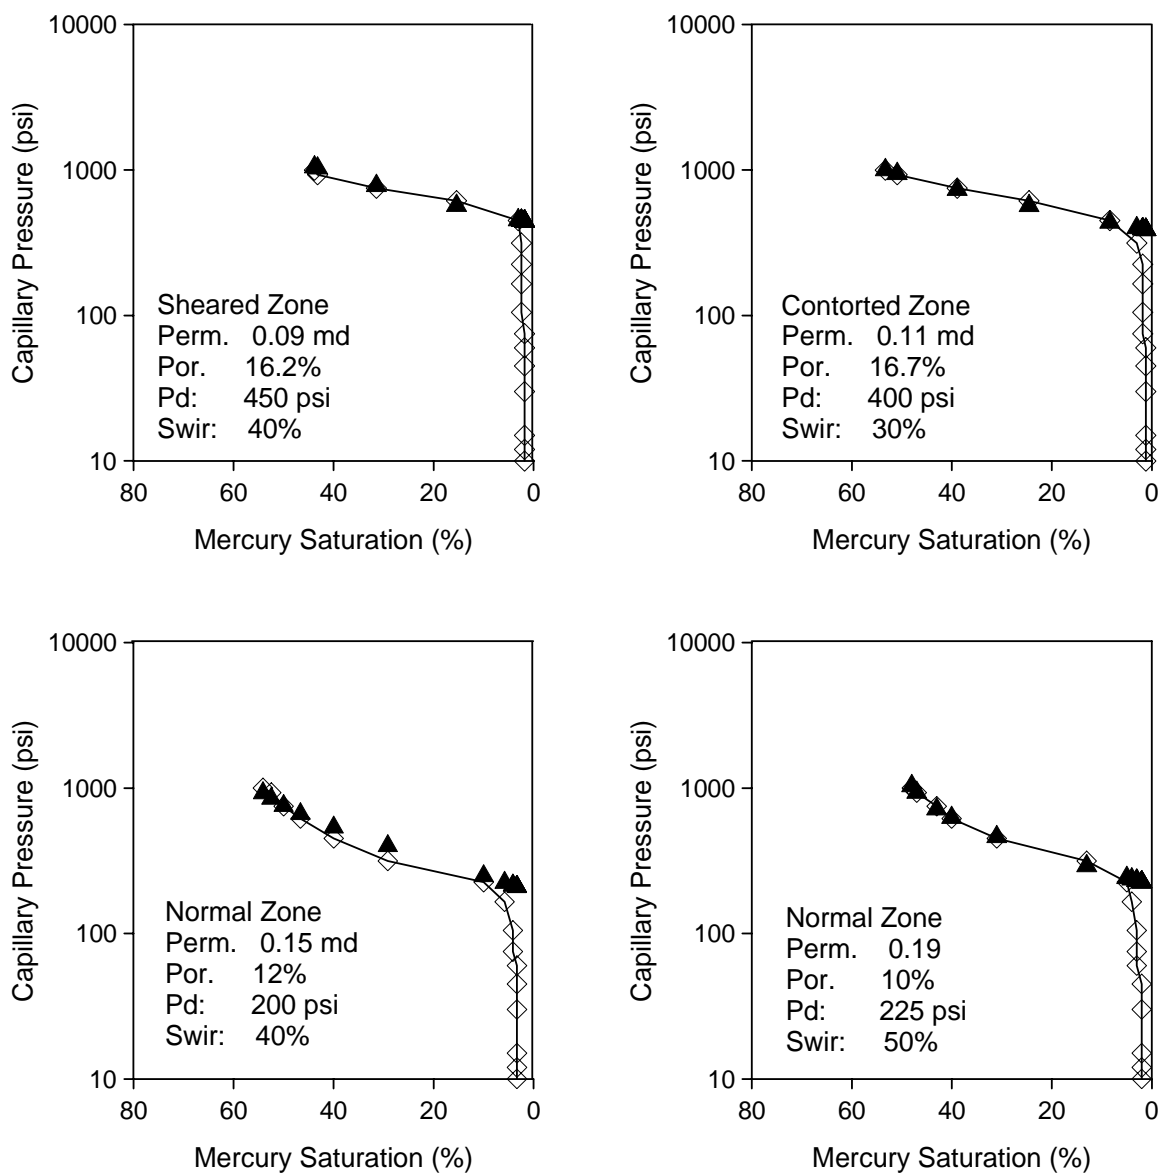 10000
1000
100
10
Capillary Pressure (psi)
Sheared Zone
Perm. 0.09 md
Por. 16.2%
Pd: 450 psi
Swir: 40%
80 60 40 20 0
Mercury Saturation (%)
10000
1000
100
10
Capillary Pressure (psi)
Contorted Zone
Perm. 0.11 md
Por. 16.7%
Pd: 400 psi
Swir: 30%
80 60 40 20 0
Mercury Saturation (%)
10000
1000
100
10
Capillary Pressure (psi)
Normal Zone
Perm. 0.15 md
Por. 12%
Pd: 200 psi
Swir: 40%
80 60 40 20 0
Mercury Saturation (%)
10000
1000
100
10
Capillary Pressure (psi)
Normal Zone
Perm. 0.19
Por. 10%
Pd: 225 psi
Swir: 50%
80 60 40 20 0
Mercury Saturation (%)